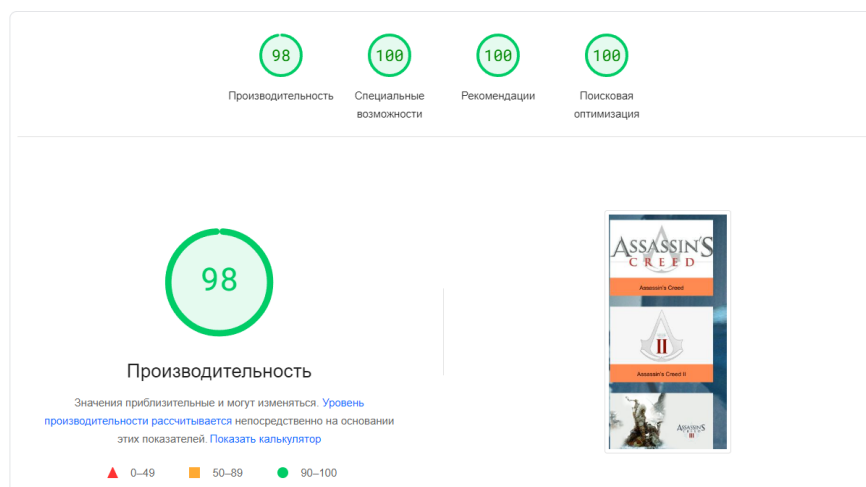 98
100
100
100
Производительность
Специальные
возможности
Рекомендации
Поисковая
оптимизация
98
Производительность
Значения приблизительные и могут изменяться. Уровень
производительности рассчитывается непосредственно на основании
этих показателей. Показать калькулятор
0–49
50–89
90–100
ASSASSIN'S
CREED
Assassin's Creed
II
Assassin's Creed II
ASSASSIN'S
III